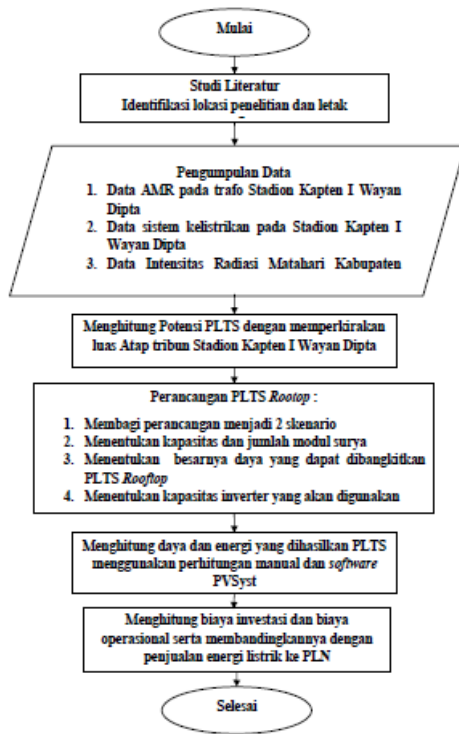 Mulai
Studi Literatur
Identifikasi lokasi penelitian dan letak
Pengumpulan Data
1. Data AMR pada trafo Stadion Kapten I Wayan
Dipta
2. Data sistem kelistrikan pada Stadion Kapten I
Wayan Dipta
3. Data Intensitas Radiasi Matahari Kabupaten
Menghitung Potensi PLTS dengan memperkirakan
luas Atap tribun Stadion Kapten I Wayan Dipta
Perancangan PLTS Rootop :
1. Membagi perancangan menjadi 2 skenario
2. Menentukan kapasitas dan jumlah modul surya
3. Menentukan besarnya daya yang dapat dibangkitkan
PLTS Rooftop
4. Menentukan kapasitas inverter yang akan digunakan
Menghitung daya dan energi yang dihasilkan PLTS
menggunakan perhitungan manual dan software
PVSyst
Menghitung biaya investasi dan biaya
operasional serta membandingkannya dengan
penjualan energi listrik ke PLN
Selesai